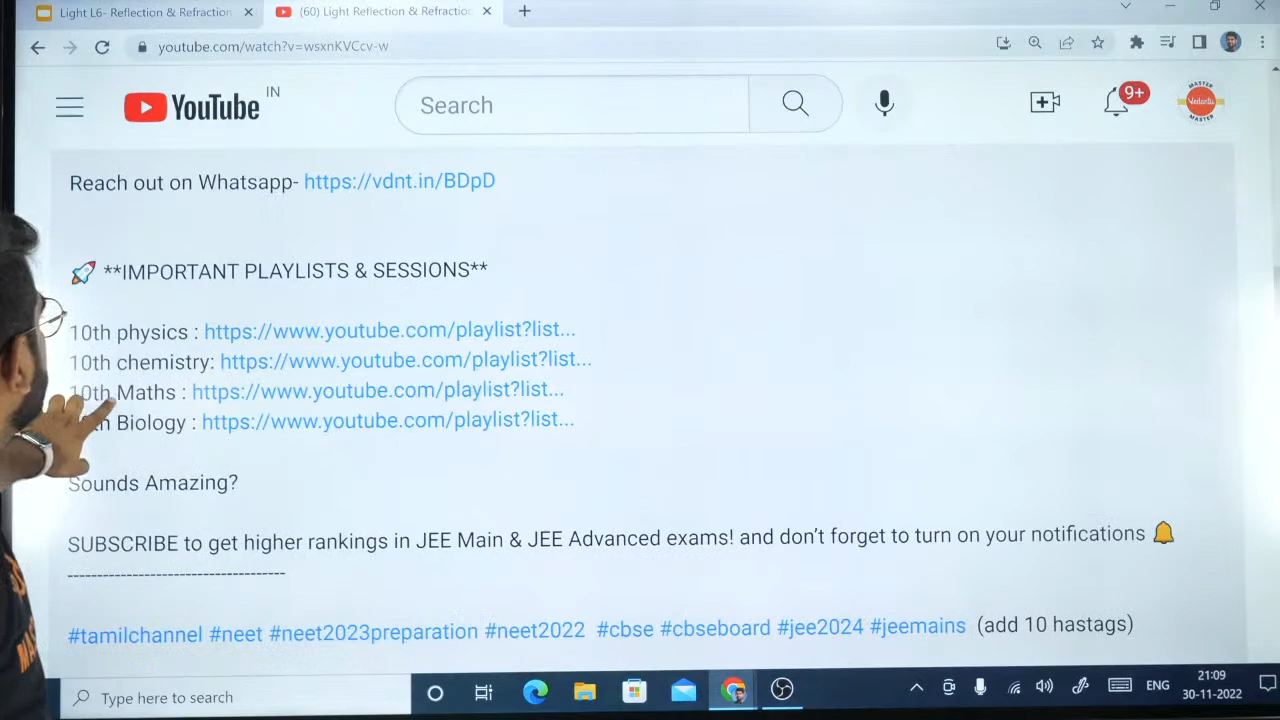 Light L6- Reflection & Refraction
(60) Light Reflection & Refraction
youtube.com/watch?v=wsxnKVCcv-w
YouTube IN
Search
9+
MASTER
Vedantu
MASTER
Reach out on Whatsapp- https://vdnt.in/BDpD
🚀 **IMPORTANT PLAYLISTS & SESSIONS**
10th physics : https://www.youtube.com/playlist?list...
10th chemistry: https://www.youtube.com/playlist?list...
10th Maths : https://www.youtube.com/playlist?list...
Biology : https://www.youtube.com/playlist?list...
Sounds Amazing?
SUBSCRIBE to get higher rankings in JEE Main & JEE Advanced exams! and don't forget to turn on your notifications 🔔
------------------------------------
#tamilchannel #neet #neet2023preparation #neet2022 #cbse #cbseboard #jee2024 #jeemains (add 10 hastags)
Type here to search
ENG
21:09
30-11-2022